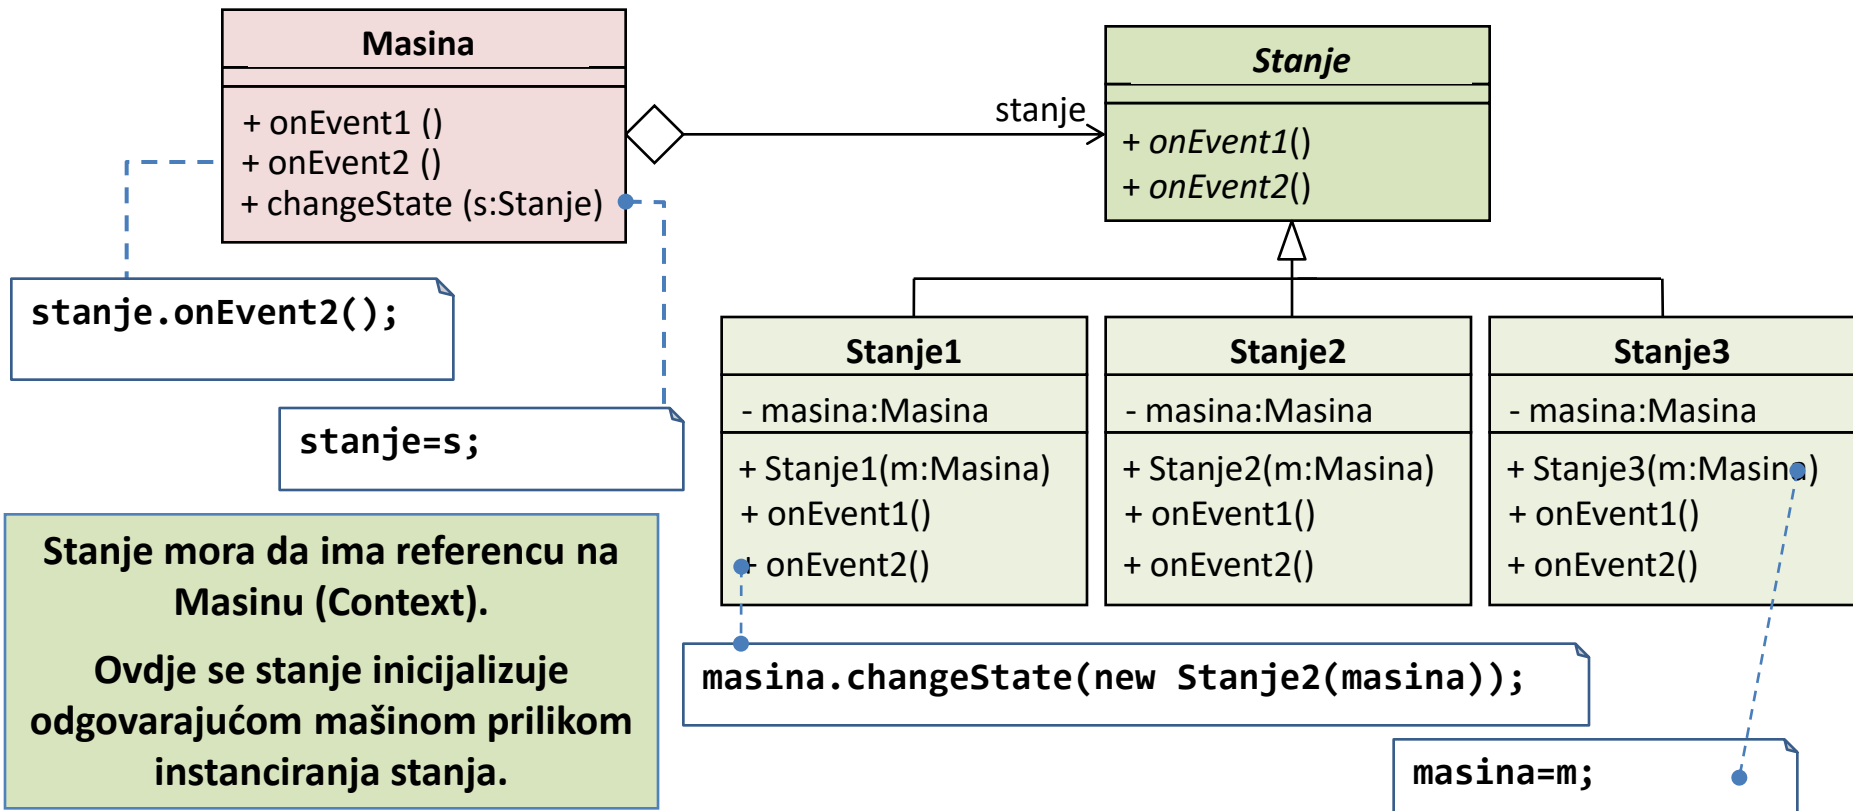 Masina
+ onEvent1 ()
+ onEvent2 ()
+ changeState (s:Stanje)
stanje
Stanje
+ onEvent1()
+ onEvent2()
stanje.onEvent2();
stanje=s;
Stanje1
- masina:Masina
+ Stanje1(m:Masina)
+ onEvent1()
+ onEvent2()
Stanje2
- masina:Masina
+ Stanje2(m:Masina)
+ onEvent1()
+ onEvent2()
Stanje3
- masina:Masina
+ Stanje3(m:Masina)
+ onEvent1()
+ onEvent2()
Stanje mora da ima referencu na
Masinu (Context).
Ovdje se stanje inicijalizuje
odgovarajućom mašinom prilikom
instanciranja stanja.
masina.changeState(new Stanje2(masina));
masina=m;